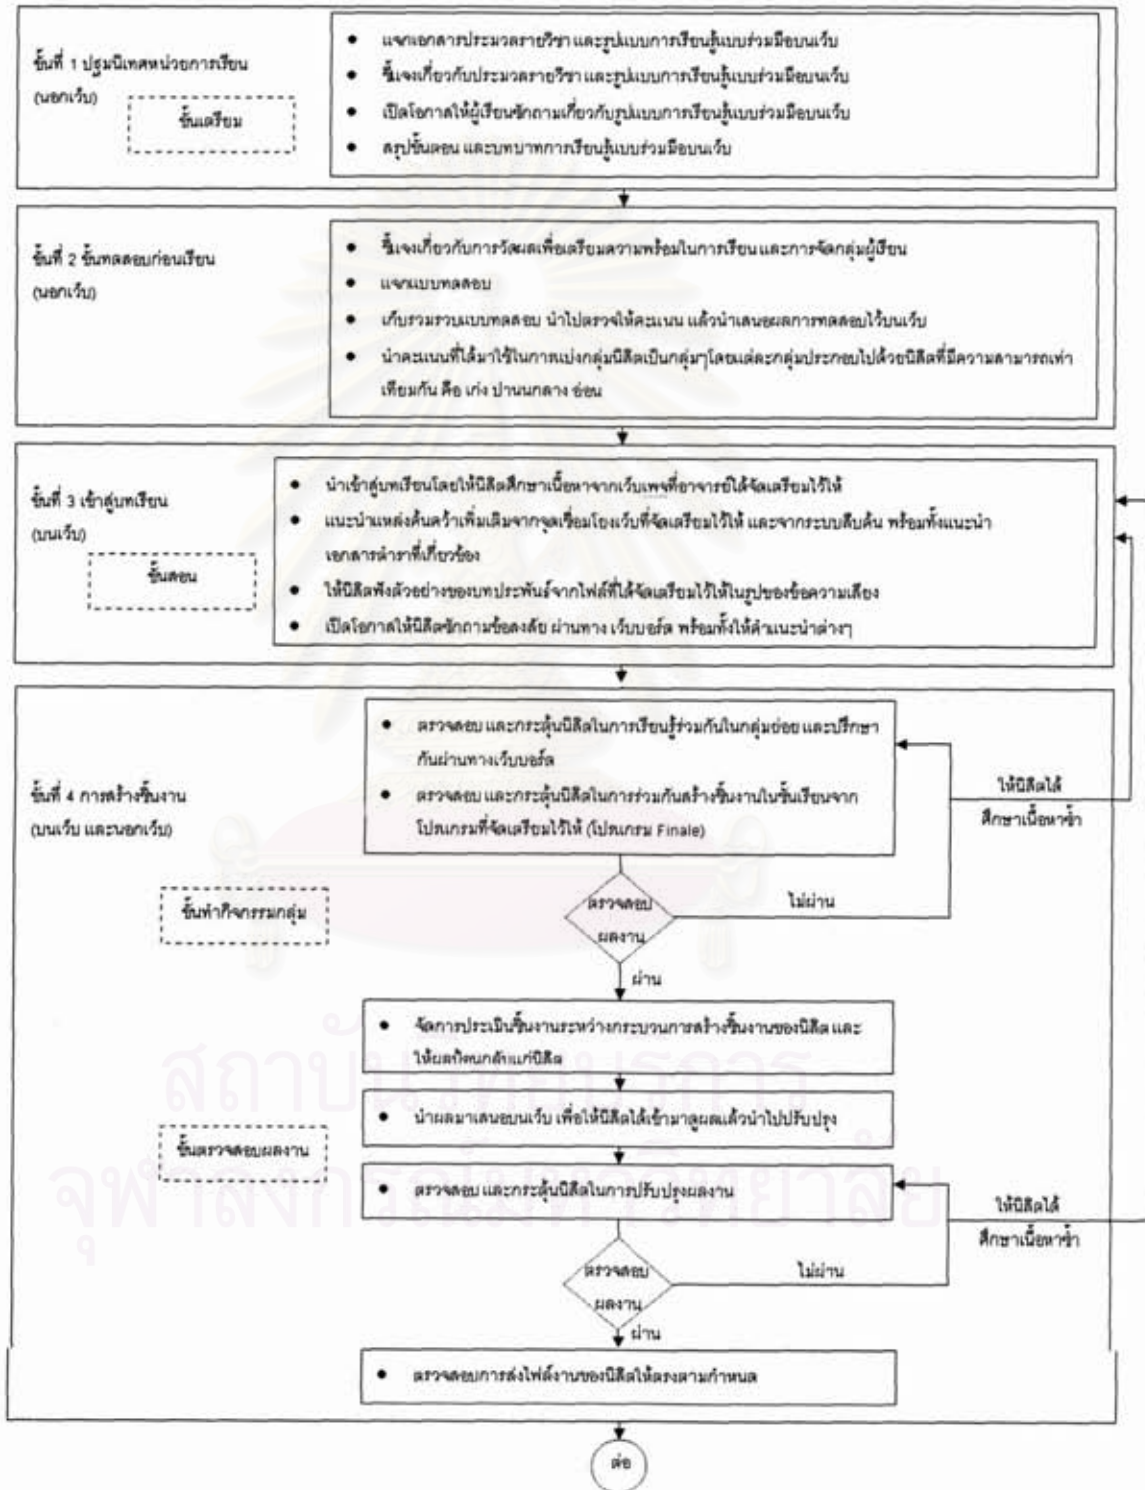 ขั้นที่ 1 ปฐมนิเทศหน่วยการเรียน
(นอกเว็บ)
ขั้นเตรียม
● แจกเอกสารประมวลรายวิชา และรูปแบบการเรียนรู้แบบร่วมมือบนเว็บ
● ชี้แจงเกี่ยวกับประมวลรายวิชา และรูปแบบการเรียนรู้แบบร่วมมือบนเว็บ
● เปิดโอกาสให้ผู้เรียนซักถามเกี่ยวกับรูปแบบการเรียนรู้แบบร่วมมือบนเว็บ
● สรุปขั้นตอน และบทบาทการเรียนรู้แบบร่วมมือบนเว็บ
ขั้นที่ 2 ขั้นทดสอบก่อนเรียน
(นอกเว็บ)
● ชี้แจงเกี่ยวกับการวัดผลเพื่อเตรียมความพร้อมในการเรียน และการจัดกลุ่มผู้เรียน
● แจกแบบทดสอบ
● เก็บรวมรวบแบบทดสอบ นำไปตรวจให้คะแนน แล้วนำเสนอผลการทดสอบไว้บนเว็บ
● นำคะแนนที่ได้มาใช้ในการแบ่งกลุ่มนิสิตเป็นกลุ่มๆโดยแต่ละกลุ่มประกอบไปด้วยนิสิตที่มีความสามารถเท่า
เทียมกัน คือ เก่ง ปานนกลาง อ่อน
ขั้นที่ 3 เข้าสู่บทเรียน
(บนเว็บ)
ขั้นสอน
● นำเข้าสู่บทเรียนโดยให้นิสิตศึกษาเนื้อหาจากเว็บเพจที่อาจารย์ได้จัดเตรียมไว้ให้
● แนะนำแหล่งค้นคว้าเพิ่มเติมจากจุดเชื่อมโยงเว็บที่จัดเตรียมไว้ให้ และจากระบบสืบค้น พร้อมทั้งแนะนำ
เอกสารตำราที่เกี่ยวข้อง
● ให้นิสิตฟังตัวอย่างของบทประพันธ์จากไฟล์ที่ได้จัดเตรียมไว้ให้ในรูปของข้อความเสียง
● เปิดโอกาสให้นิสิตซักถามข้อสงสัย ผ่านทาง เว็บบอร์ด พร้อมทั้งให้คำแนะนำต่างๆ
ขั้นที่ 4 การสร้างชิ้นงาน
(บนเว็บ และนอกเว็บ)
● ตรวจสอบ และกระตุ้นนิสิตในการเรียนรู้ร่วมกันในกลุ่มย่อย และปรึกษา
กันผ่านทางเว็บบอร์ด
● ตรวจสอบ และกระตุ้นนิสิตในการร่วมกันสร้างชิ้นงานในชั้นเรียนจาก
โปรแกรมที่จัดเตรียมไว้ให้ (โปรแกรม Finale)
ให้นิสิตได้
ศึกษาเนื้อหาซ้ำ
ขั้นทำกิจกรรมกลุ่ม
ตรวจสอบ
ผลงาน
ไม่ผ่าน
ผ่าน
● จัดการประเมินชิ้นงานระหว่างกระบวนการสร้างชิ้นงานของนิสิต และ
ให้ผลป้อนกลับแก่นิสิต
● นำผลมาเสนอบนเว็บ เพื่อให้นิสิตได้เข้ามาดูผลแล้วนำไปปรับปรุง
ขั้นตรวจสอบผลงาน
● ตรวจสอบ และกระตุ้นนิสิตในการปรับปรุงผลงาน
ให้นิสิตได้
ศึกษาเนื้อหาซ้ำ
ตรวจสอบ
ผลงาน
ไม่ผ่าน
ผ่าน
● ตรวจสอบการส่งไฟล์งานของนิสิตให้ตรงตามกำหนด
ต่อ
สถาบันวิทยบริการ
จุฬาลงกรณ์มหาวิทยาลัย